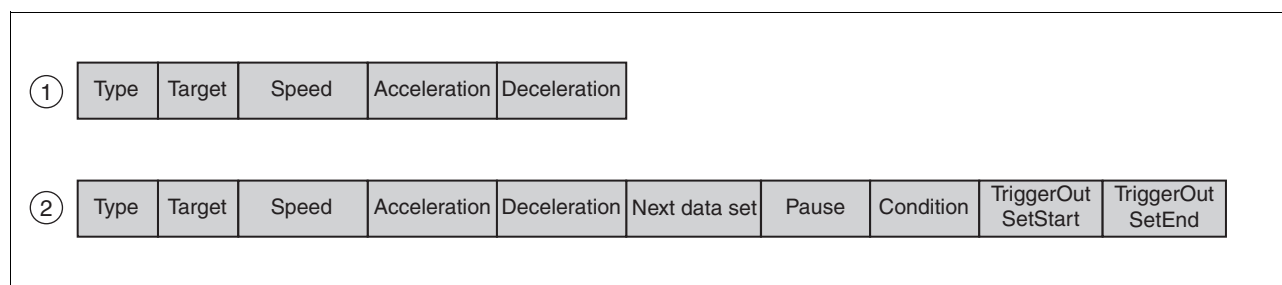 1 Type Target Speed Acceleration Deceleration
2 Type Target Speed Acceleration Deceleration Next data set Pause Condition TriggerOut SetStart TriggerOut SetEnd